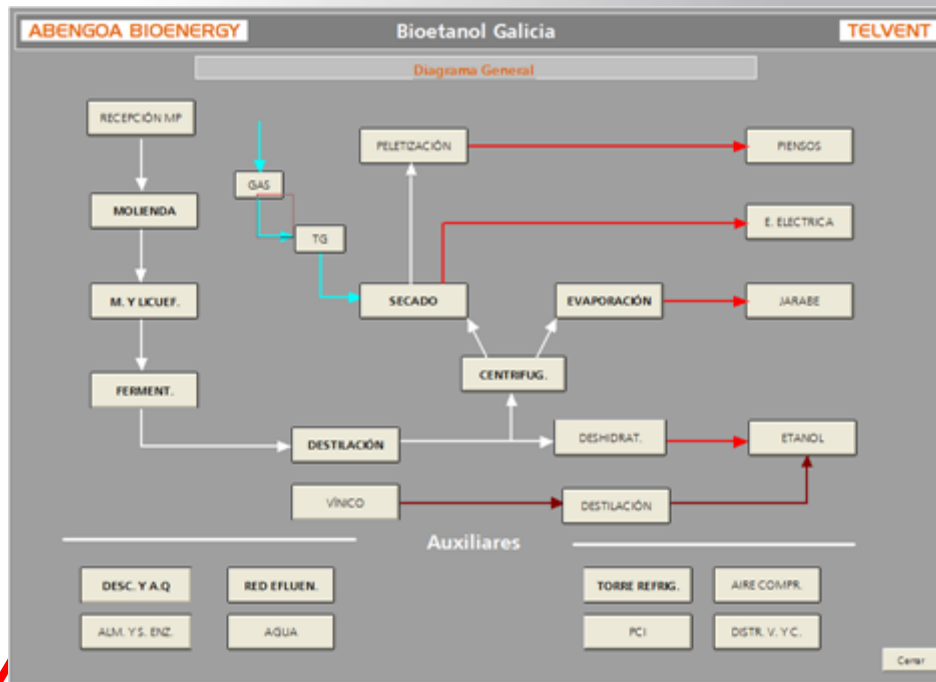 ABENGOA BIOENERGY
Bioetanol Galicia
TELVENT
Diagrama General
RECEPCIÓN MP
PELETIZACIÓN
PIENSOS
GAS
MOLIENDA
E. ELECTRICA
TG
M. Y LICUEF.
SECADO
EVAPORACIÓN
JARABE
CENTRIFUG.
FERMENT.
DESTILACIÓN
DESHIDRAT.
ETANOL
VÍNICO
DESTILACIÓN
Auxiliares
DESC. Y A.Q
RED EFLUEN.
TORRE REFRIG.
AIRE COMPR.
ALM. Y S. ENZ.
AGUA
PCI
DISTR. V. Y C.
Cerrar